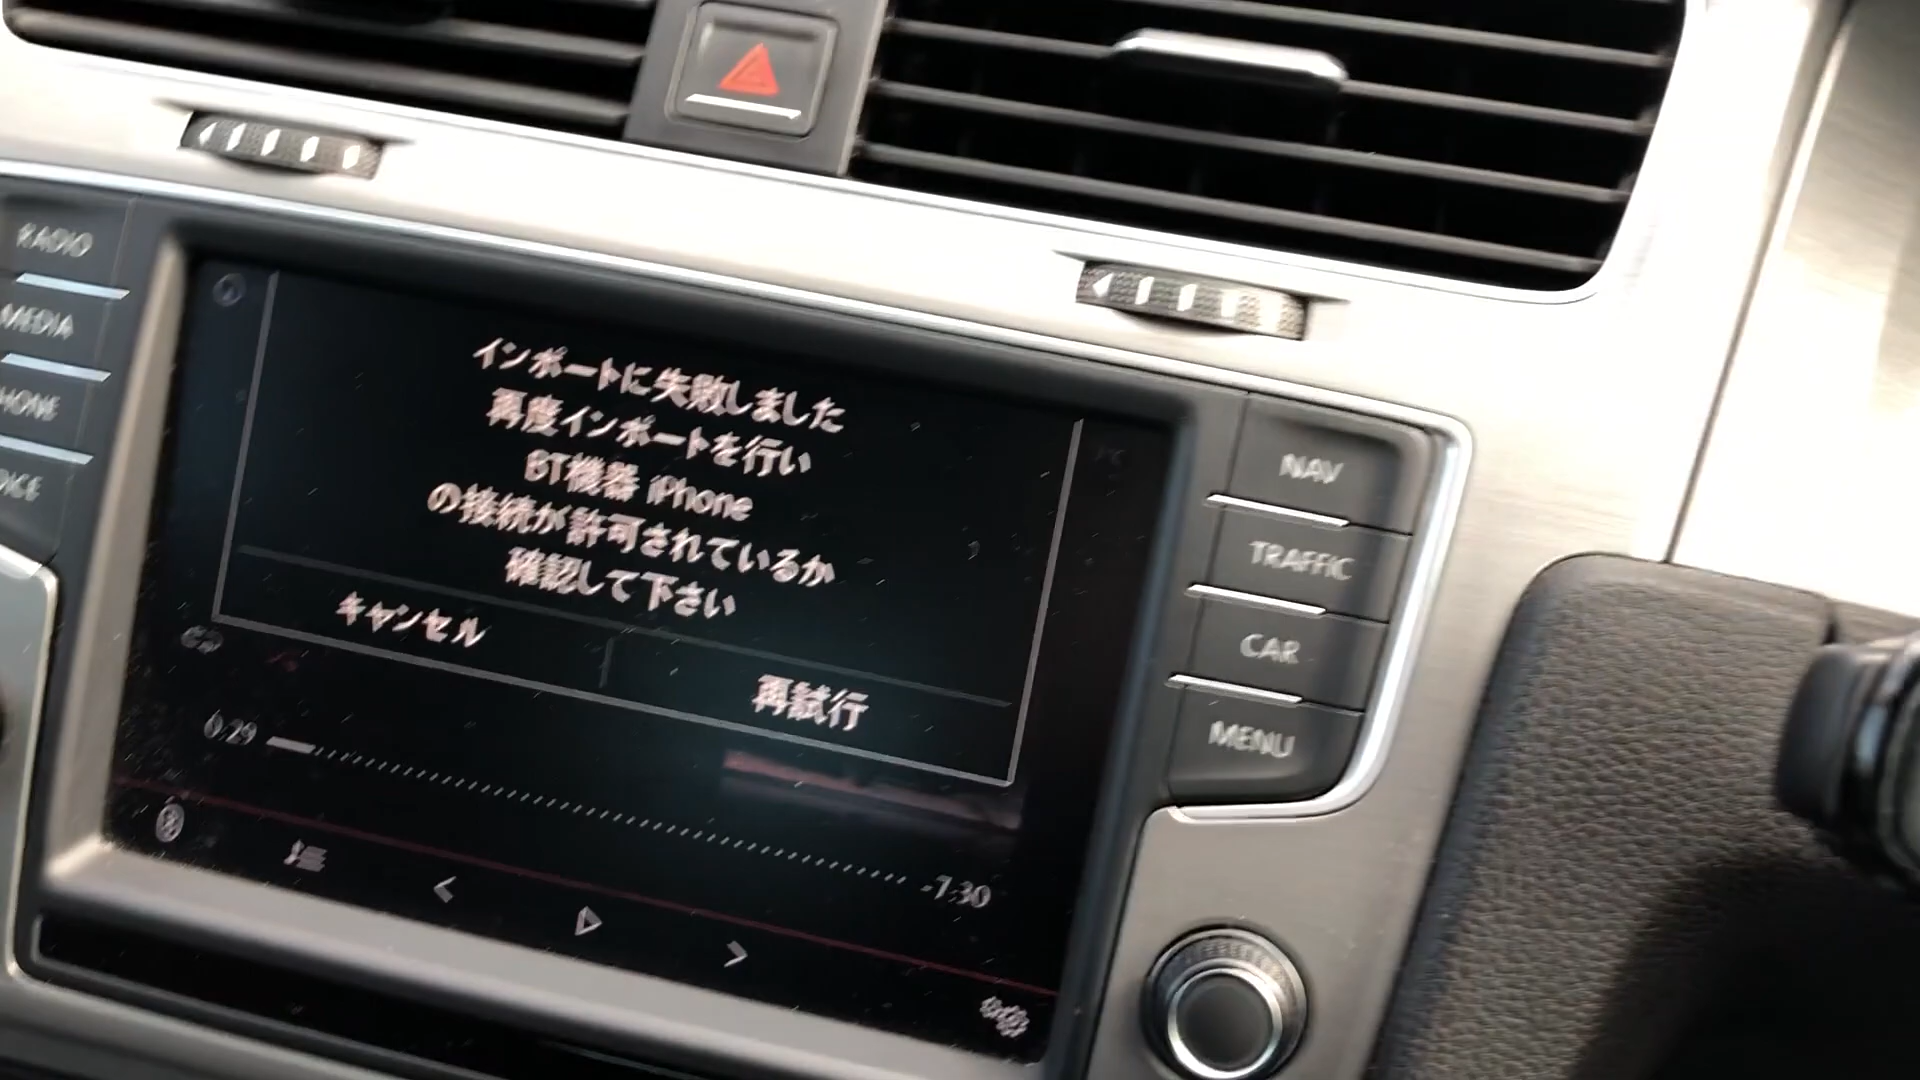 RADIO
MEDIA
HONE
OICE
インポートに失敗しました
再度インポートを行い
BT機器 iPhone
の接続が許可されているか
確認して下さい
キャンセル
再試行
0:29
-7:30
NAV
TRAFFIC
CAR
MENU